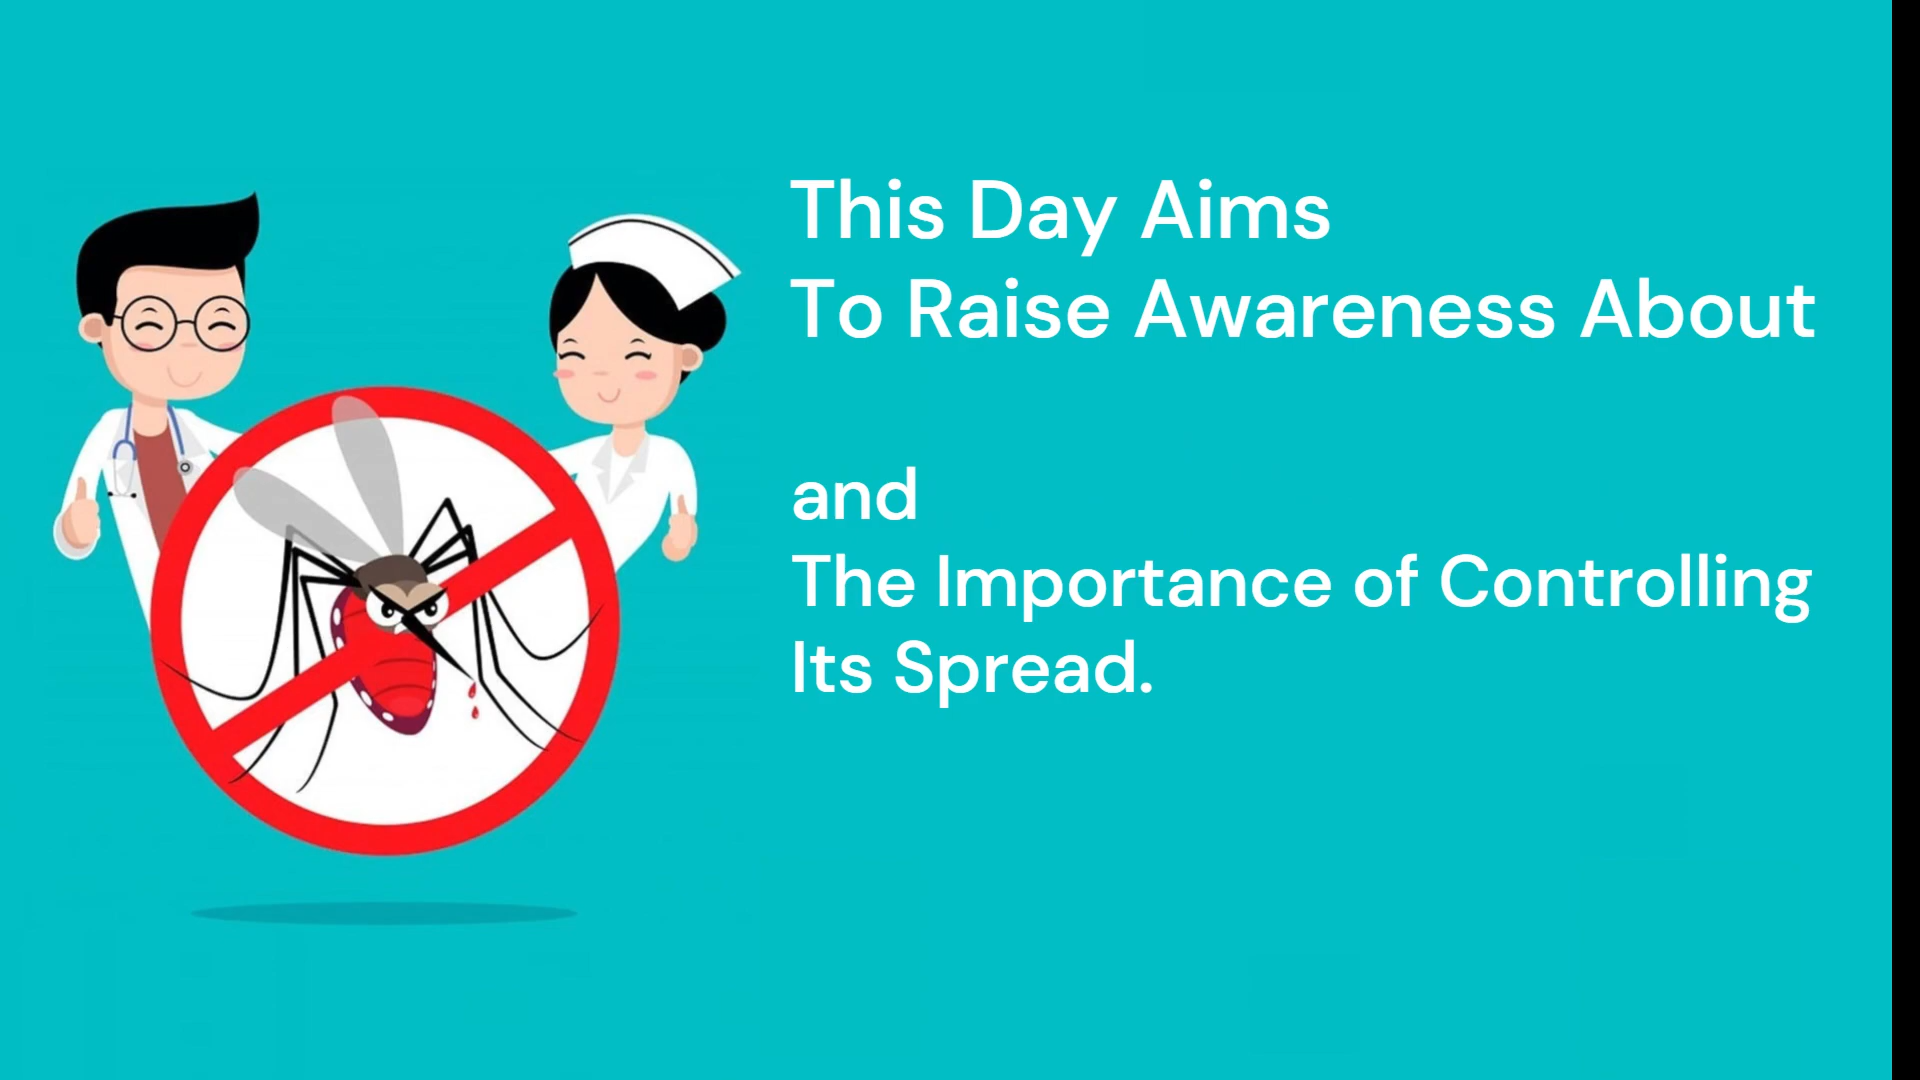 This Day Aims
To Raise Awareness About
and
The Importance of Controlling
Its Spread.